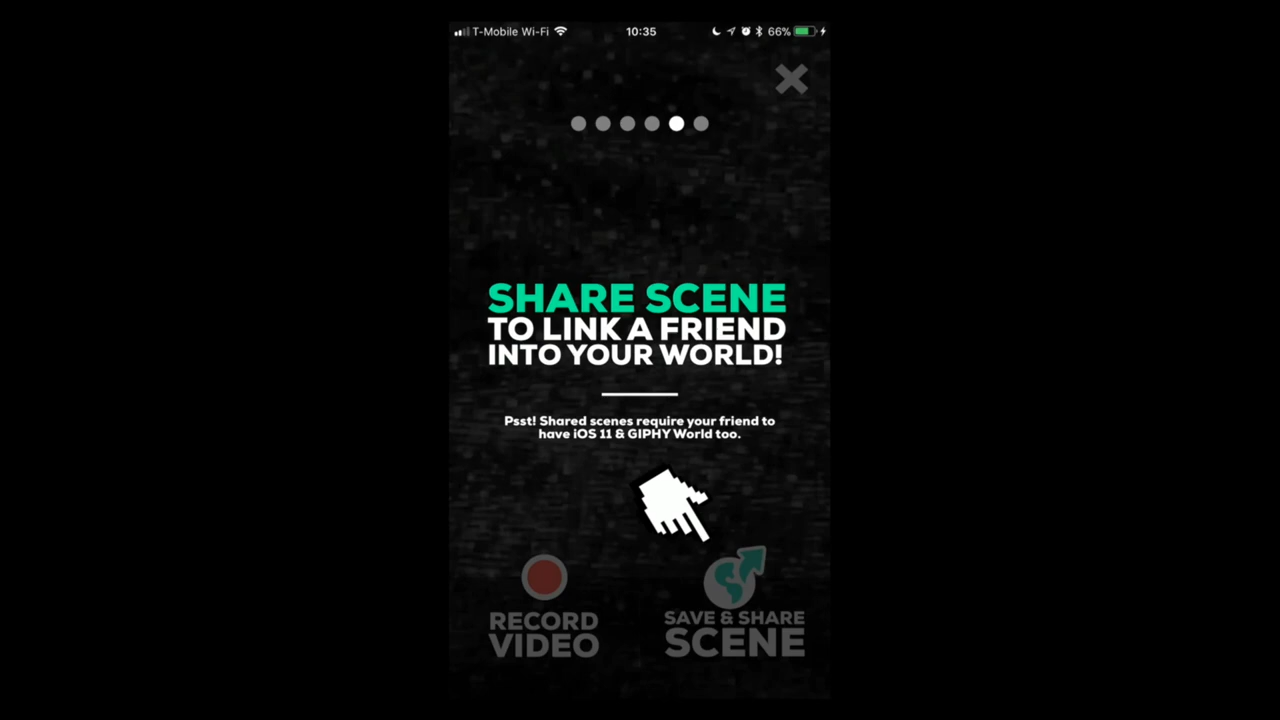 T-Mobile Wi-Fi 10:35 66%
SHARE SCENE
TO LINK A FRIEND
INTO YOUR WORLD!
Psst! Shared scenes require your friend to
have iOS 11 & GIPHY World too.
RECORD
VIDEO
SAVE & SHARE
SCENE